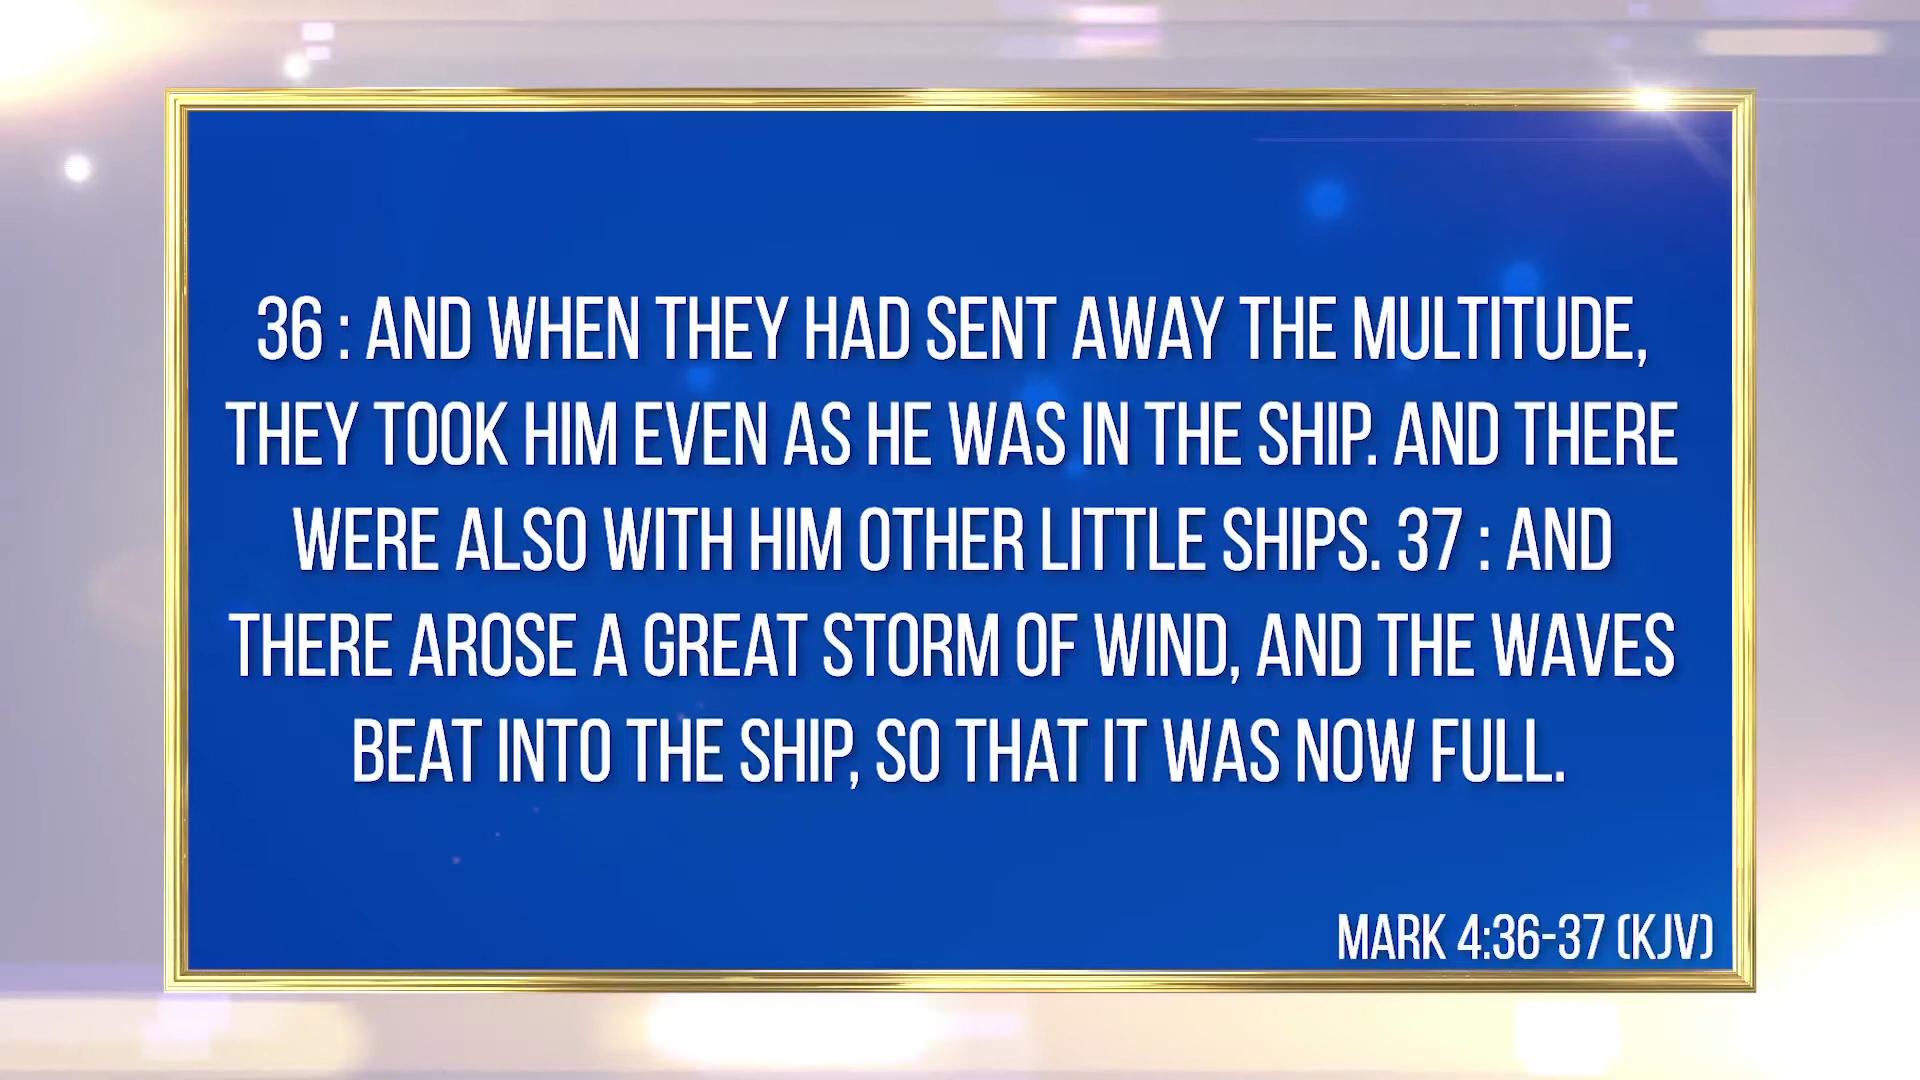 36 : AND WHEN THEY HAD SENT AWAY THE MULTITUDE,
THEY TOOK HIM EVEN AS HE WAS IN THE SHIP. AND THERE
WERE ALSO WITH HIM OTHER LITTLE SHIPS. 37 : AND
THERE AROSE A GREAT STORM OF WIND, AND THE WAVES
BEAT INTO THE SHIP, SO THAT IT WAS NOW FULL.
MARK 4:36-37 (KJV)